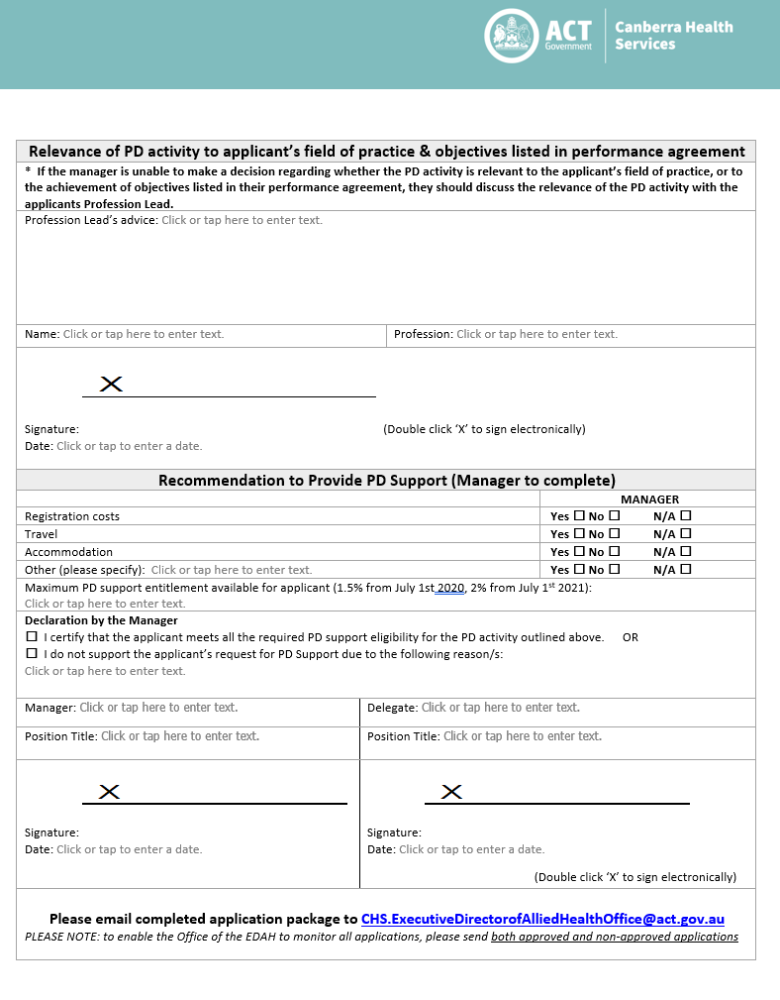 ACT
Government
Canberra Health
Services
Relevance of PD activity to applicant's field of practice & objectives listed in performance agreement
* If the manager is unable to make a decision regarding whether the PD activity is relevant to the applicant's field of practice, or to
the achievement of objectives listed in their performance agreement, they should discuss the relevance of the PD activity with the
applicants Profession Lead.
Profession Lead's advice: Click or tap here to enter text.
Name: Click or tap here to enter text. Profession: Click or tap here to enter text.
X
Signature: (Double click 'X' to sign electronically)
Date: Click or tap to enter a date.
Recommendation to Provide PD Support (Manager to complete)
MANAGER
Registration costs Yes ☐ No ☐ N/A ☐
Travel Yes ☐ No ☐ N/A ☐
Accommodation Yes ☐ No ☐ N/A ☐
Other (please specify): Click or tap here to enter text. Yes ☐ No ☐ N/A ☐
Maximum PD support entitlement available for applicant (1.5% from July 1st 2020, 2% from July 1st 2021):
Click or tap here to enter text.
Declaration by the Manager
☐ I certify that the applicant meets all the required PD support eligibility for the PD activity outlined above. OR
☐ I do not support the applicant's request for PD Support due to the following reason/s:
Click or tap here to enter text.
Manager: Click or tap here to enter text. Delegate: Click or tap here to enter text.
Position Title: Click or tap here to enter text. Position Title: Click or tap here to enter text.
X X
Signature: Signature:
Date: Click or tap to enter a date. Date: Click or tap to enter a date.
(Double click 'X' to sign electronically)
Please email completed application package to CHS.ExecutiveDirectorofAlliedHealthOffice@act.gov.au
PLEASE NOTE: to enable the Office of the EDAH to monitor all applications, please send both approved and non-approved applications